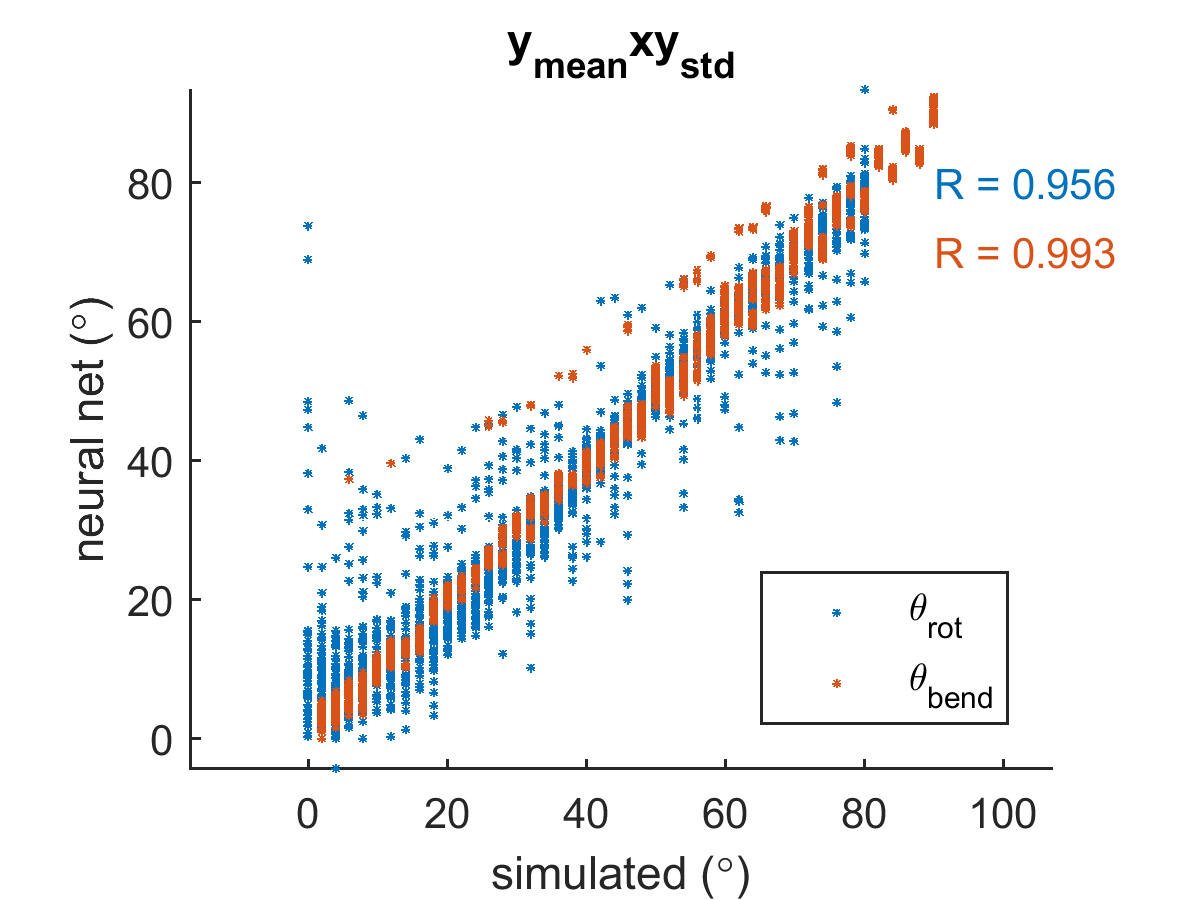 y_mean xy_std
80
60
40
20
0
neural net (°)
R = 0.956
R = 0.993
θ_rot
θ_bend
0 20 40 60 80 100
simulated (°)